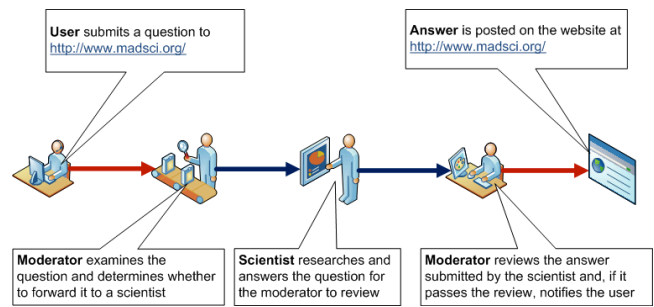 User submits a question to
http://www.madsci.org/
Answer is posted on the website at
http://www.madsci.org/
Moderator examines the
question and determines whether
to forward it to a scientist
Scientist researches and
answers the question for
the moderator to review
Moderator reviews the answer
submitted by the scientist and, if it
passes the review, notifies the user